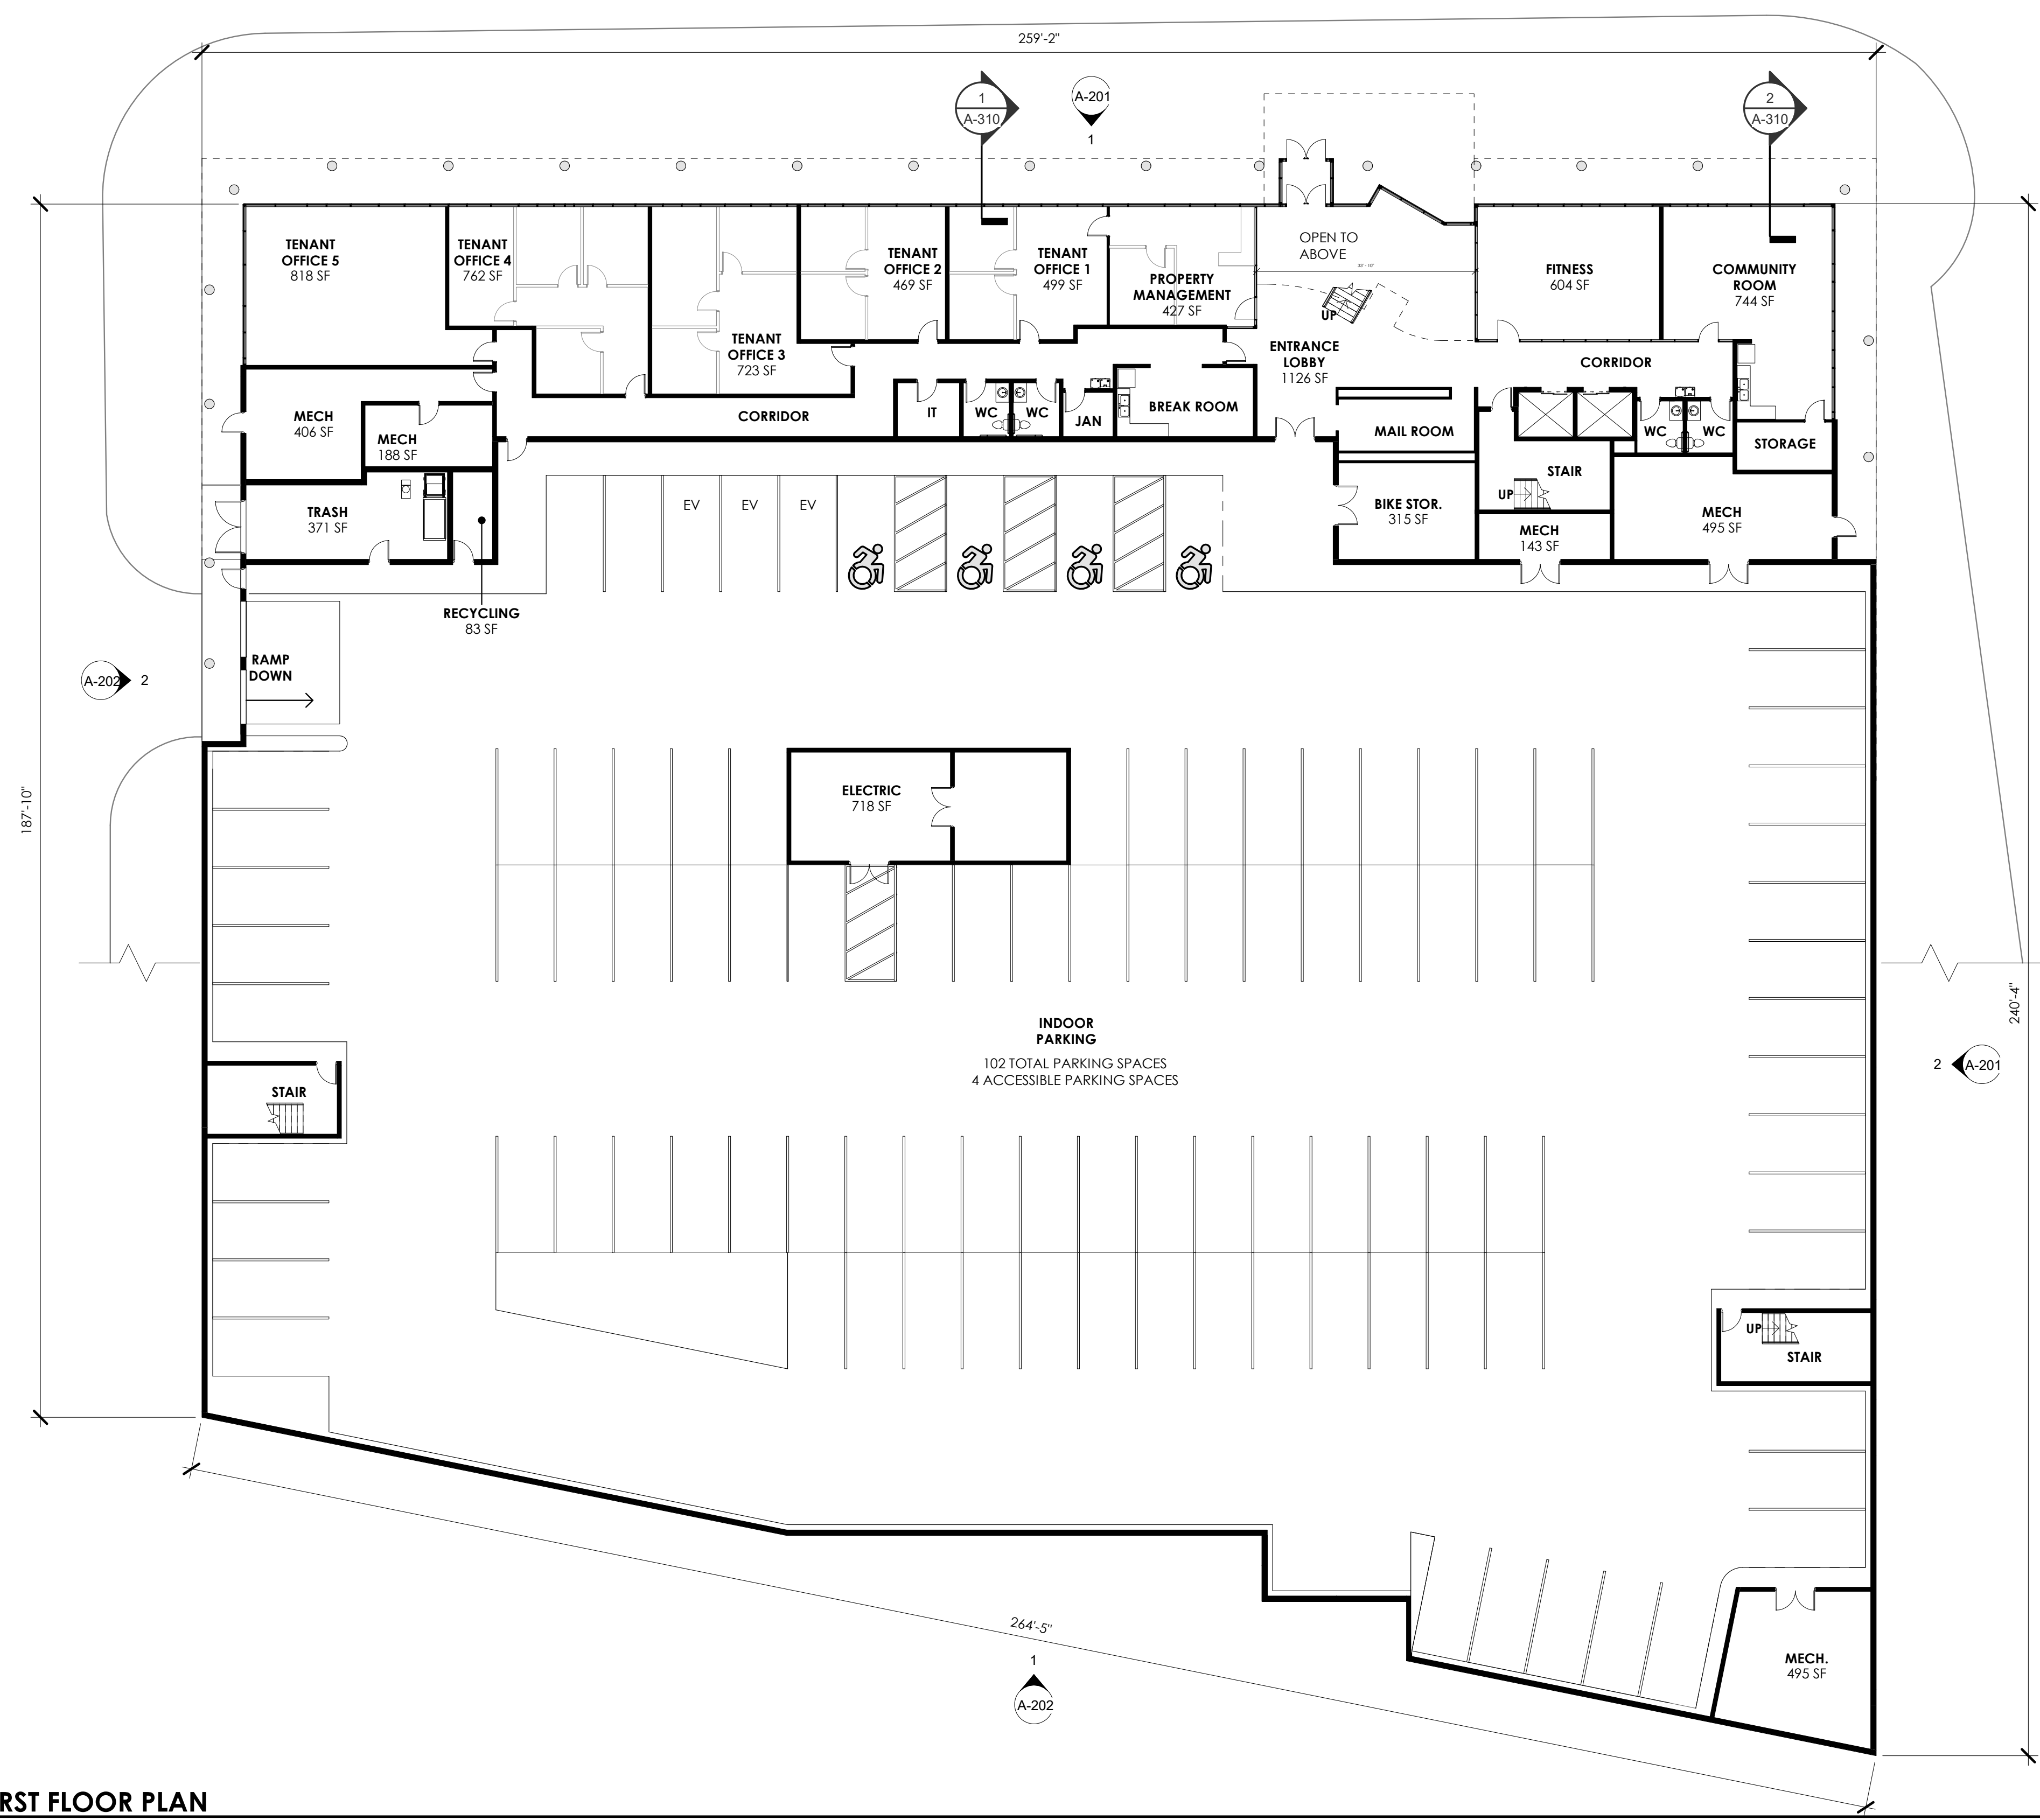 259'-2"
1
A-310
A-201
1
2
A-310
TENANT
OFFICE 5
818 SF
TENANT
OFFICE 4
762 SF
TENANT
OFFICE 3
723 SF
TENANT
OFFICE 2
469 SF
TENANT
OFFICE 1
499 SF
PROPERTY
MANAGEMENT
427 SF
OPEN TO
ABOVE
33' - 10"
UP
ENTRANCE
LOBBY
1126 SF
FITNESS
604 SF
COMMUNITY
ROOM
744 SF
CORRIDOR
MECH
406 SF
MECH
188 SF
CORRIDOR
IT
WC
WC
JAN
BREAK ROOM
MAIL ROOM
WC
WC
STORAGE
STAIR
UP
TRASH
371 SF
EV
EV
EV
BIKE STOR.
315 SF
MECH
143 SF
MECH
495 SF
RECYCLING
83 SF
RAMP
DOWN
A-202
2
187'-10"
ELECTRIC
718 SF
240'-4"
INDOOR
PARKING
102 TOTAL PARKING SPACES
4 ACCESSIBLE PARKING SPACES
2
A-201
STAIR
UP
STAIR
264'-5"
1
A-202
MECH.
495 SF
RST FLOOR PLAN